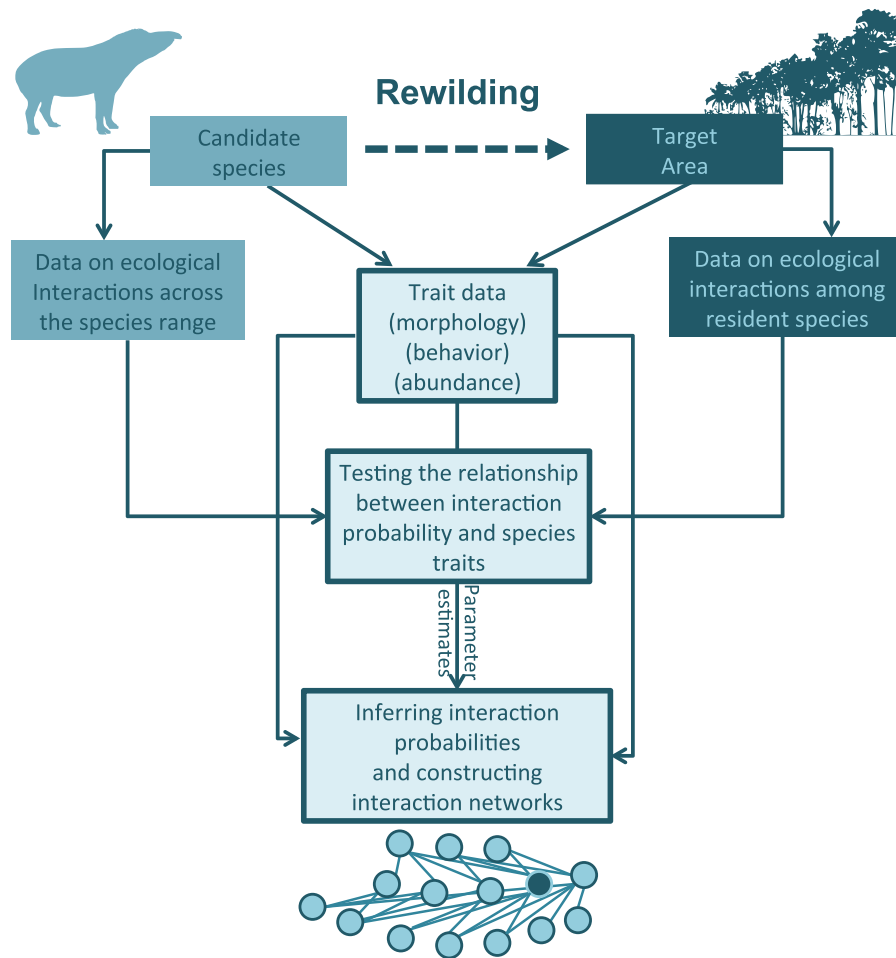 Rewilding
Candidate
species
Target
Area
Data on ecological
Interactions across
the species range
Trait data
(morphology)
(behavior)
(abundance)
Data on ecological
interactions among
resident species
Testing the relationship
between interaction
probability and species
traits
Parameter
estimates
Inferring interaction
probabilities
and constructing
interaction networks